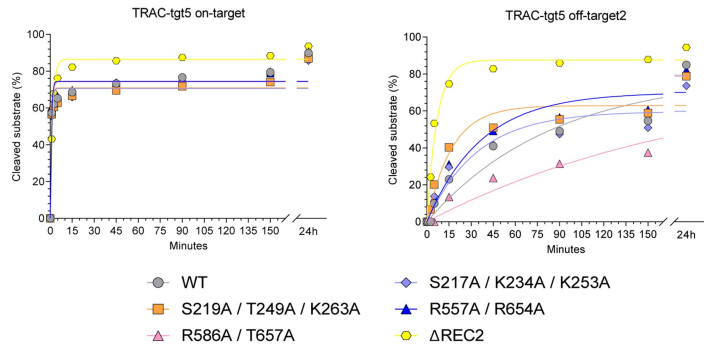 TRAC-tgt5 on-target
Cleaved substrate (%)
100
80
60
40
20
0
0 15 30 45 60 75 90 105 120 135 150 24h
Minutes
TRAC-tgt5 off-target2
Cleaved substrate (%)
100
80
60
40
20
0
0 15 30 45 60 75 90 105 120 135 150 24h
Minutes
WT
S219A / T249A / K263A
R586A / T657A
S217A / K234A / K253A
R557A / R654A
ΔREC2